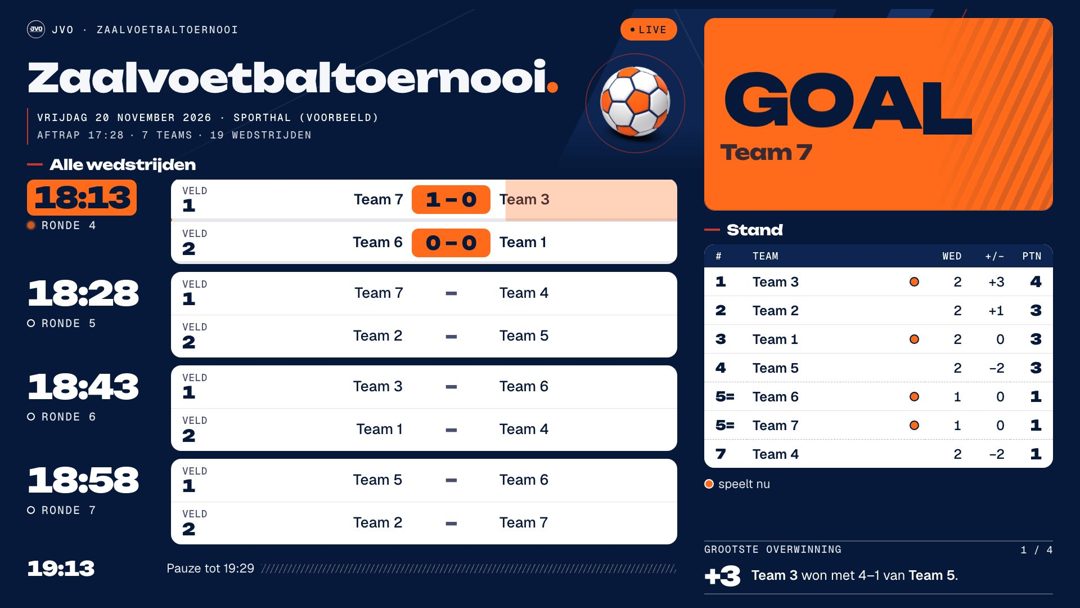 JVO JVO · ZAALVOETBALTOERNOOI
• LIVE
Zaalvoetbaltoernooi.
VRIJDAG 20 NOVEMBER 2026 · SPORTHAL (VOORBEELD)
AFTRAP 17:28 · 7 TEAMS · 19 WEDSTRIJDEN
Alle wedstrijden
18:13
RONDE 4
VELD 1 Team 7 1 – 0 Team 3
VELD 2 Team 6 0 – 0 Team 1
18:28
RONDE 5
VELD 1 Team 7 – Team 4
VELD 2 Team 2 – Team 5
18:43
RONDE 6
VELD 1 Team 3 – Team 6
VELD 2 Team 1 – Team 4
18:58
RONDE 7
VELD 1 Team 5 – Team 6
VELD 2 Team 2 – Team 7
19:13 Pauze tot 19:29
GOAL
Team 7
Stand
# TEAM WED +/– PTN
1 Team 3 2 +3 4
2 Team 2 2 +1 3
3 Team 1 2 0 3
4 Team 5 2 –2 3
5= Team 6 1 0 1
5= Team 7 1 0 1
7 Team 4 2 –2 1
speelt nu
GROOTSTE OVERWINNING 1 / 4
+3 Team 3 won met 4–1 van Team 5.